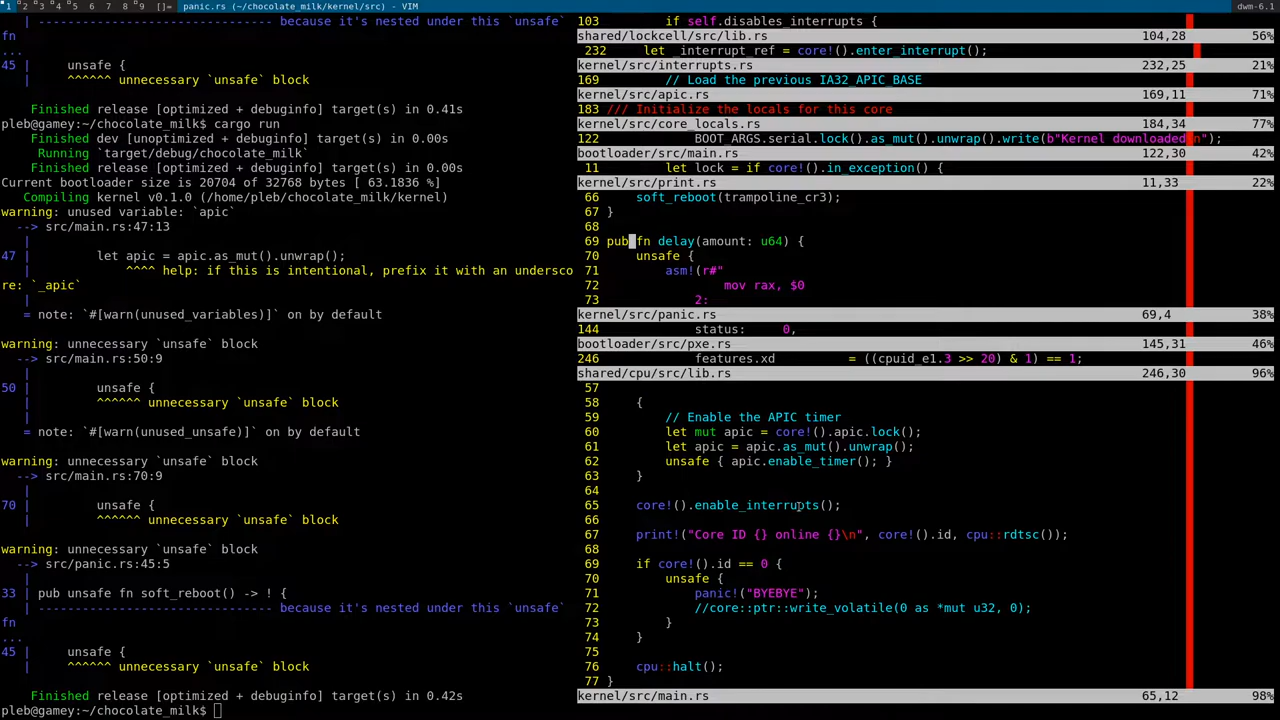 1 2 3 4 5 6 7 8 9 []= panic.rs (~/chocolate_milk/kernel/src) - VIM dwm-6.1
| ------------------------------- because it's nested under this `unsafe`
fn
...
45 | unsafe {
| ^^^^^^ unnecessary `unsafe` block
Finished release [optimized + debuginfo] target(s) in 0.41s
pleb@gamey:~/chocolate_milk$ cargo run
Finished dev [unoptimized + debuginfo] target(s) in 0.00s
Running `target/debug/chocolate_milk`
Finished release [optimized + debuginfo] target(s) in 0.00s
Current bootloader size is 20704 of 32768 bytes [ 63.1836 %]
Compiling kernel v0.1.0 (/home/pleb/chocolate_milk/kernel)
warning: unused variable: `apic`
--> src/main.rs:47:13
|
47 | let apic = apic.as_mut().unwrap();
| ^^^^ help: if this is intentional, prefix it with an undersco
re: `_apic`
|
= note: `#[warn(unused_variables)]` on by default
warning: unnecessary `unsafe` block
--> src/main.rs:50:9
|
50 | unsafe {
| ^^^^^^ unnecessary `unsafe` block
|
= note: `#[warn(unused_unsafe)]` on by default
warning: unnecessary `unsafe` block
--> src/main.rs:70:9
|
70 | unsafe {
| ^^^^^^ unnecessary `unsafe` block
warning: unnecessary `unsafe` block
--> src/panic.rs:45:5
|
33 | pub unsafe fn soft_reboot() -> ! {
| ------------------------------- because it's nested under this `unsafe`
fn
...
45 | unsafe {
| ^^^^^^ unnecessary `unsafe` block
Finished release [optimized + debuginfo] target(s) in 0.42s
pleb@gamey:~/chocolate_milk$
103 if self.disables_interrupts {
shared/lockcell/src/lib.rs 104,28 56%
232 let _interrupt_ref = core!().enter_interrupt();
kernel/src/interrupts.rs 232,25 21%
169 // Load the previous IA32_APIC_BASE
kernel/src/apic.rs 169,11 71%
183 /// Initialize the locals for this core
kernel/src/core_locals.rs 184,34 77%
122 BOOT_ARGS.serial.lock().as_mut().unwrap().write(b"Kernel downloaded\n");
bootloader/src/main.rs 122,30 42%
11 let lock = if core!().in_exception() {
kernel/src/print.rs 11,33 22%
66 soft_reboot(trampoline_cr3);
67 }
68
69 pub fn delay(amount: u64) {
70 unsafe {
71 asm!(r#"
72 mov rax, $0
73 2:
kernel/src/panic.rs 69,4 38%
144 status: 0,
bootloader/src/pxe.rs 145,31 46%
246 features.xd = ((cpuid_e1.3 >> 20) & 1) == 1;
shared/cpu/src/lib.rs 246,30 96%
57
58 {
59 // Enable the APIC timer
60 let mut apic = core!().apic.lock();
61 let apic = apic.as_mut().unwrap();
62 unsafe { apic.enable_timer(); }
63 }
64
65 core!().enable_interrupts();
66
67 print!("Core ID {} online {}\n", core!().id, cpu::rdtsc());
68
69 if core!().id == 0 {
70 unsafe {
71 panic!("BYEBYE");
72 //core::ptr::write_volatile(0 as *mut u32, 0);
73 }
74 }
75
76 cpu::halt();
77 }
kernel/src/main.rs 65,12 98%